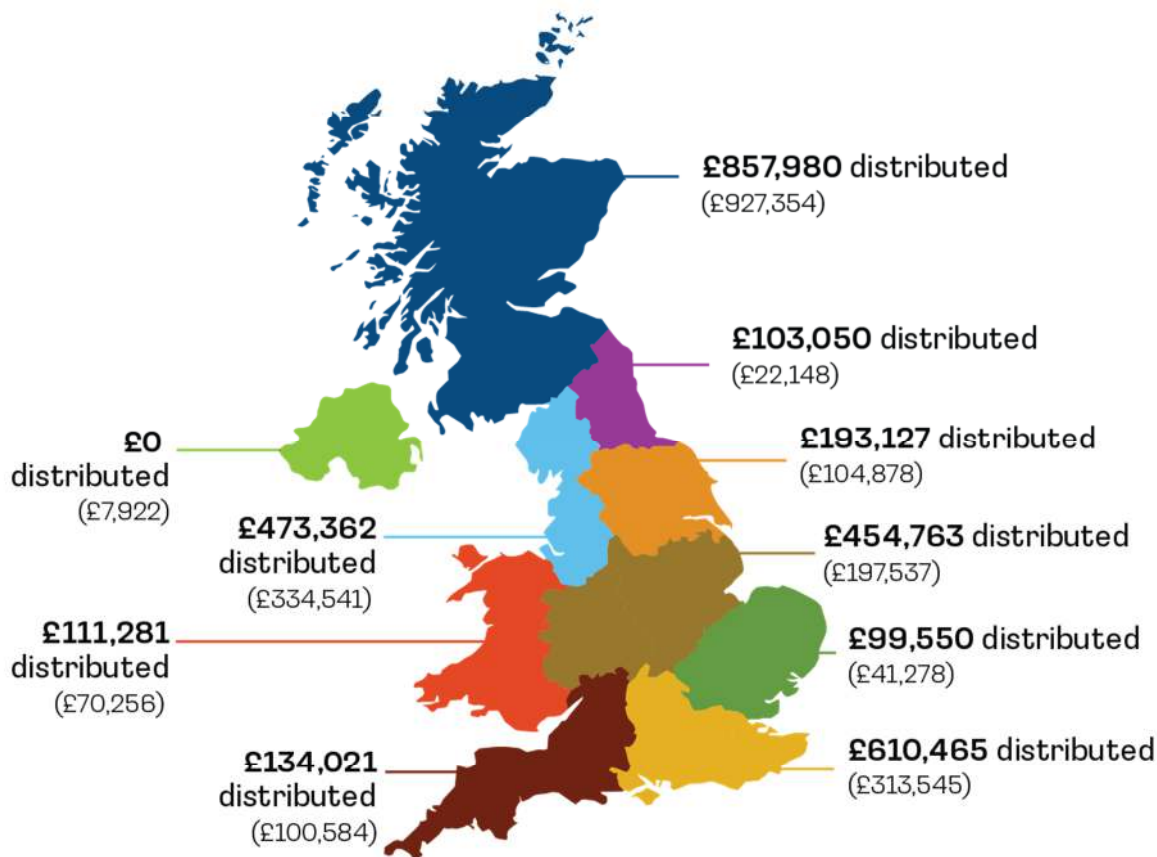 £857,980 distributed
(£927,354)
£103,050 distributed
(£22,148)
£0
distributed
(£7,922)
£193,127 distributed
(£104,878)
£473,362
distributed
(£334,541)
£454,763 distributed
(£197,537)
£111,281
distributed
(£70,256)
£99,550 distributed
(£41,278)
£134,021
distributed
(£100,584)
£610,465 distributed
(£313,545)